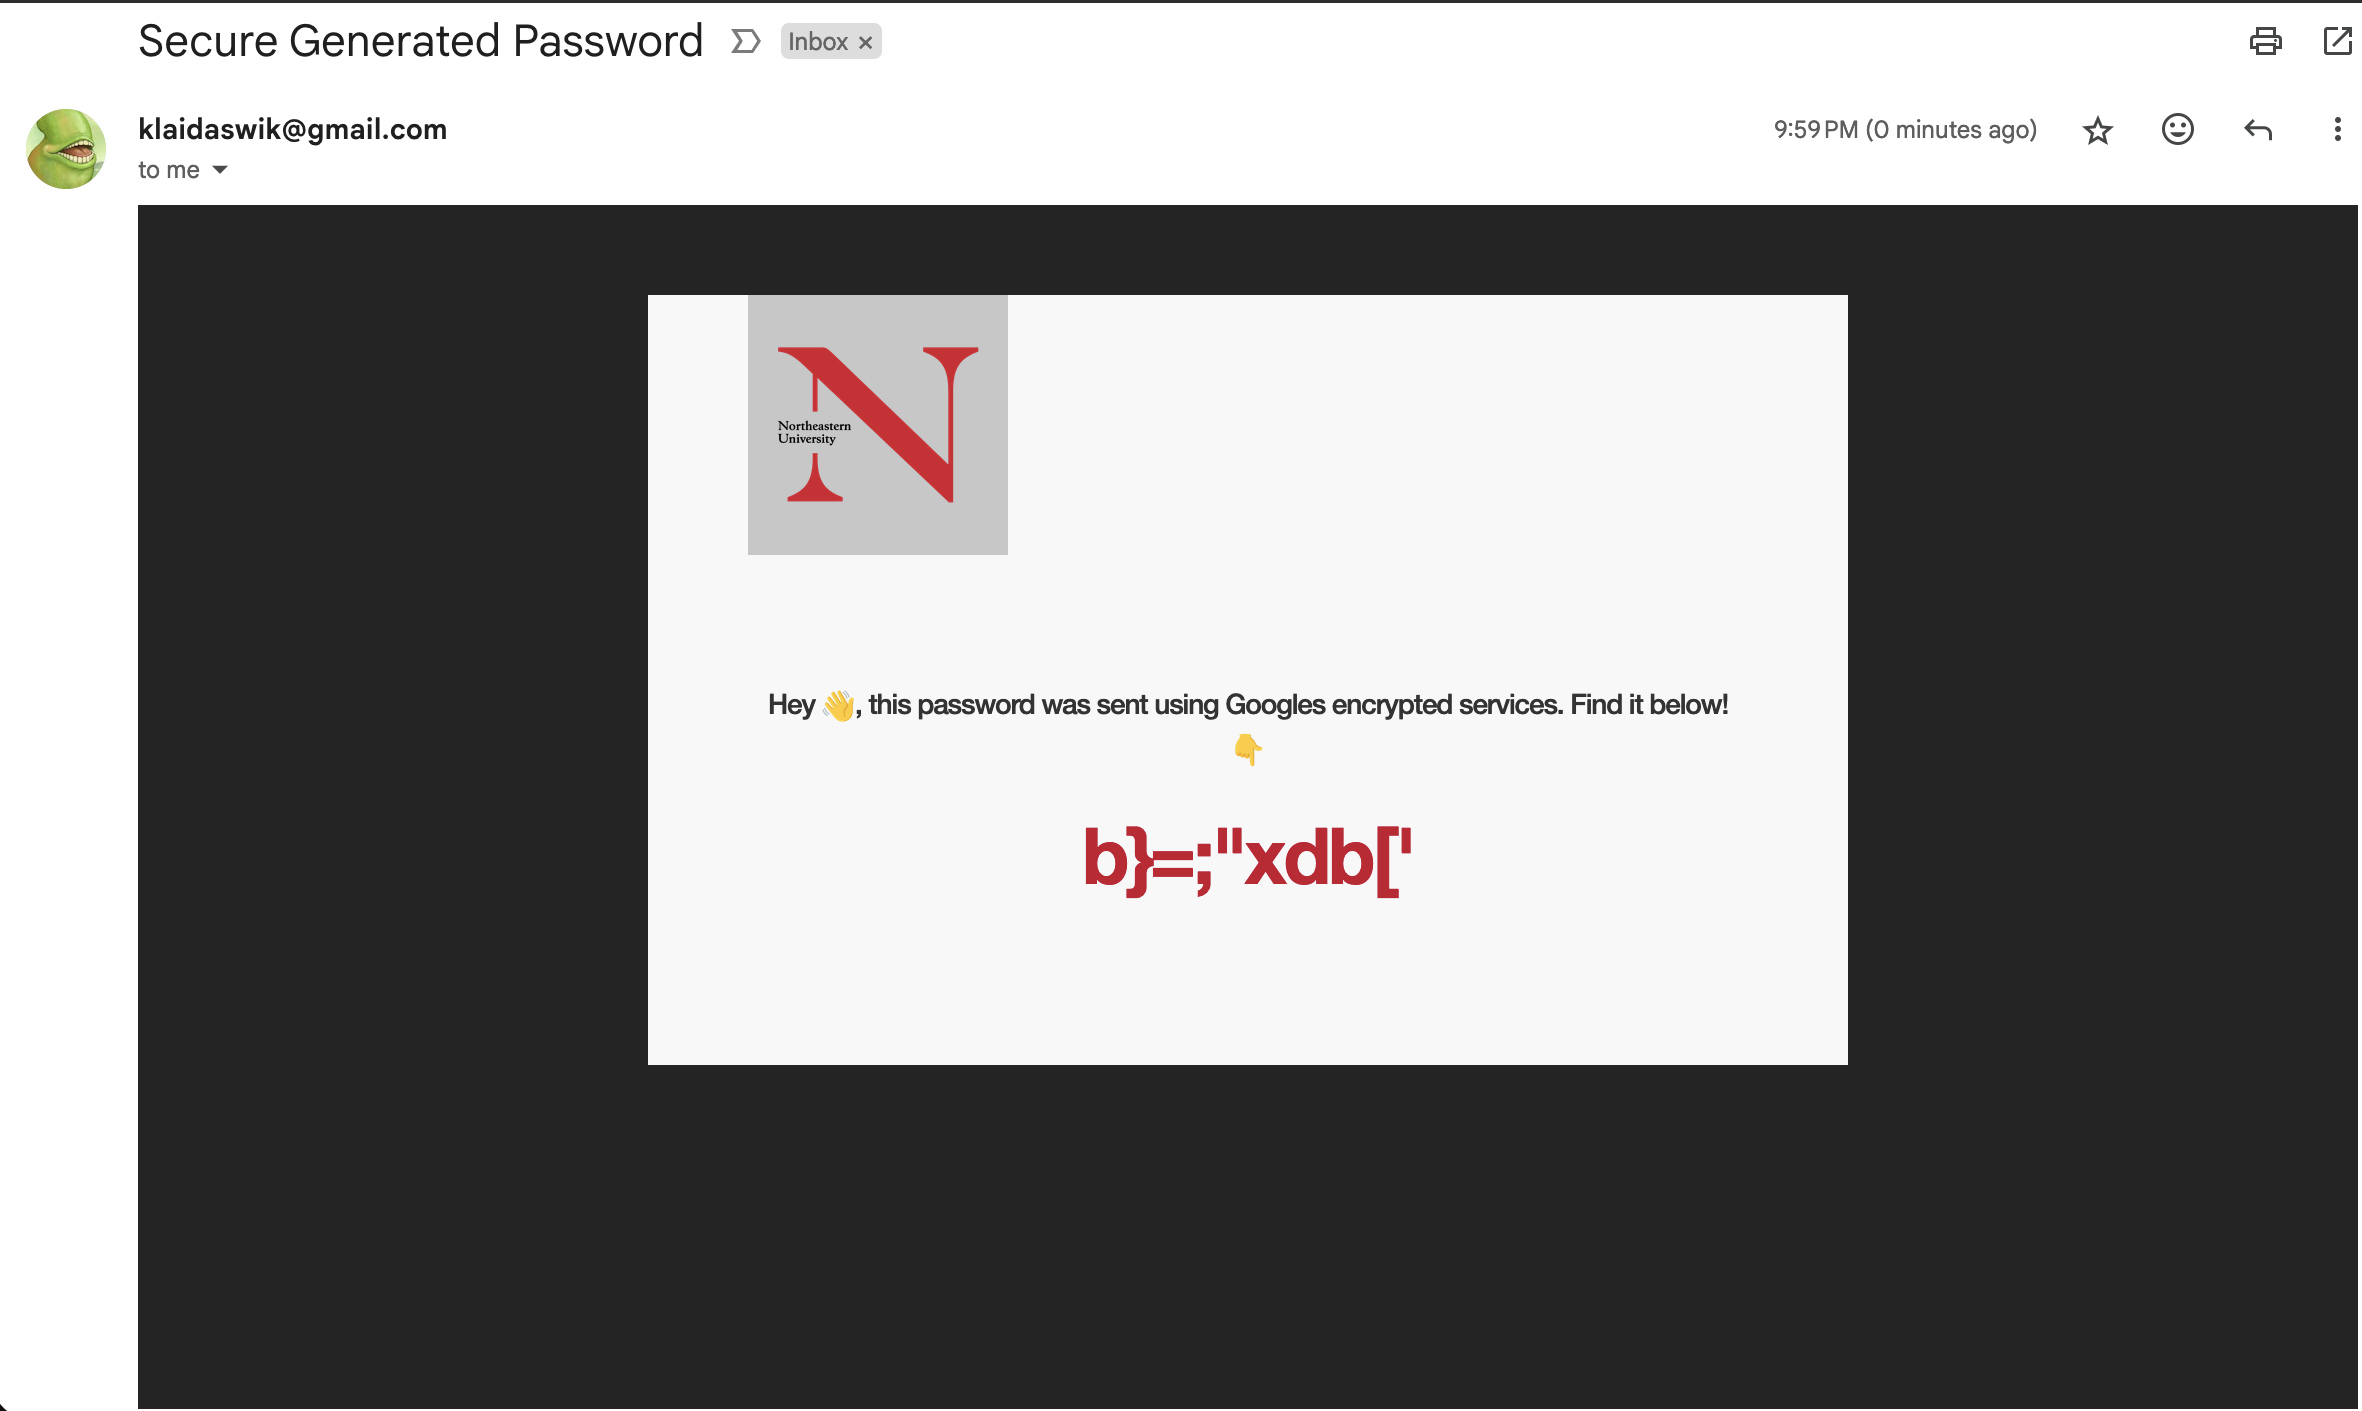 Secure Generated Password
Inbox ×
klaidaswik@gmail.com
9:59 PM (0 minutes ago)
to me
Northeastern
University
Hey 👋, this password was sent using Googles encrypted services. Find it below!
👇
b}=;"xdb['